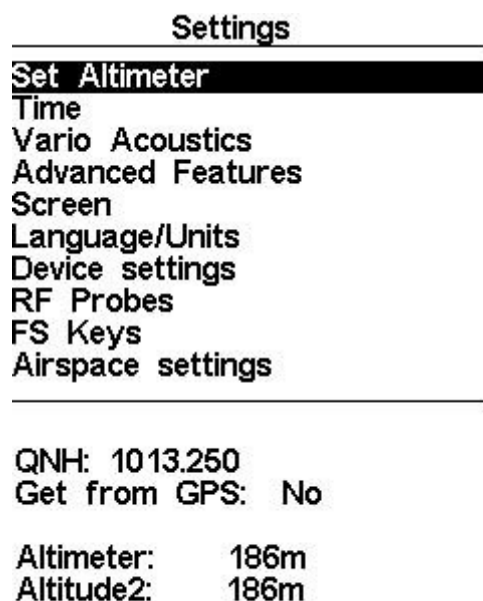 Settings
Set Altimeter
Time
Vario Acoustics
Advanced Features
Screen
Language/Units
Device settings
RF Probes
FS Keys
Airspace settings
QNH: 1013.250
Get from GPS: No
Altimeter: 186m
Altitude2: 186m